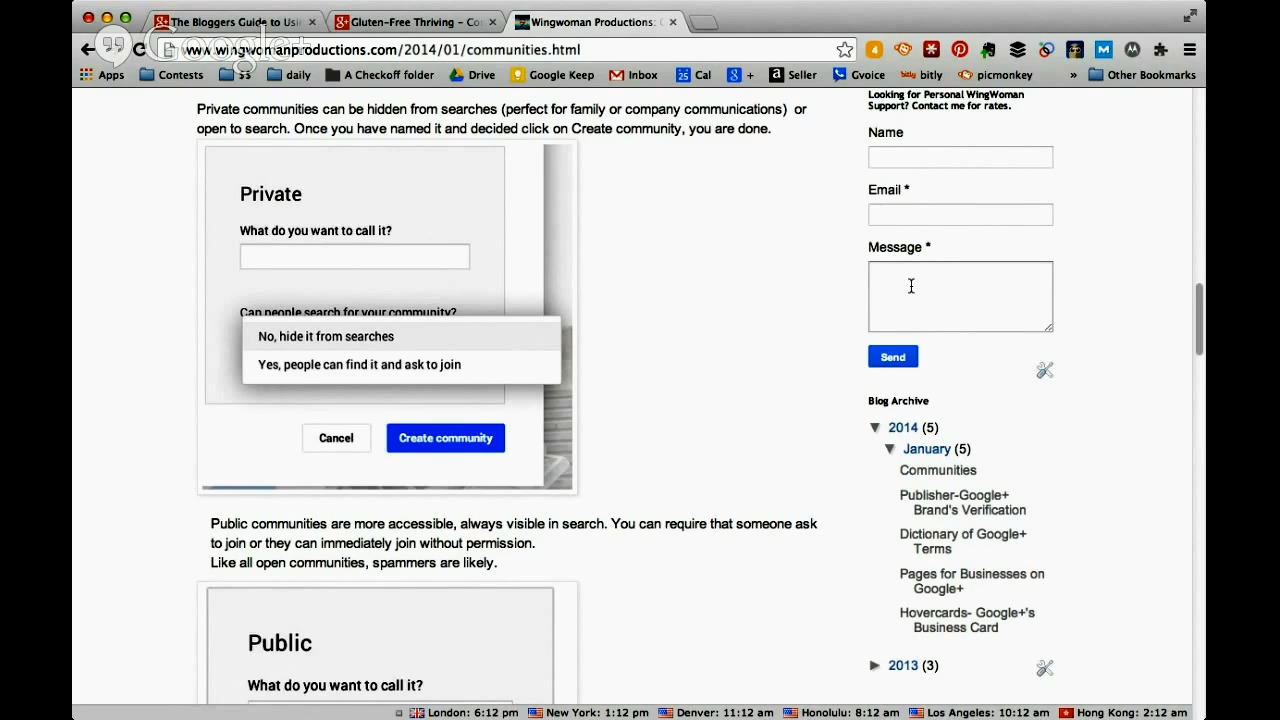 The Bloggers Guide to Usin
Gluten-Free Thriving - Co
Wingwoman Productions: C
Google+
www.wingwomanproductions.com/2014/01/communities.html
Apps
Contests
ss
daily
A Checkoff folder
Drive
Google Keep
Inbox
25 Cal
g +
a Seller
Gvoice
bitly bitly
picmonkey
» Other Bookmarks
Private communities can be hidden from searches (perfect for family or company communications) or
open to search. Once you have named it and decided click on Create community, you are done.
Private
What do you want to call it?
Can people search for your community?
No, hide it from searches
Yes, people can find it and ask to join
Cancel
Create community
Public communities are more accessible, always visible in search. You can require that someone ask
to join or they can immediately join without permission.
Like all open communities, spammers are likely.
Public
What do you want to call it?
Looking for Personal WingWoman
Support? Contact me for rates.
Name
Email *
Message *
Send
Blog Archive
2014 (5)
January (5)
Communities
Publisher-Google+
Brand's Verification
Dictionary of Google+
Terms
Pages for Businesses on
Google+
Hovercards- Google+'s
Business Card
2013 (3)
London: 6:12 pm
New York: 1:12 pm
Denver: 11:12 am
Honolulu: 8:12 am
Los Angeles: 10:12 am
Hong Kong: 2:12 am